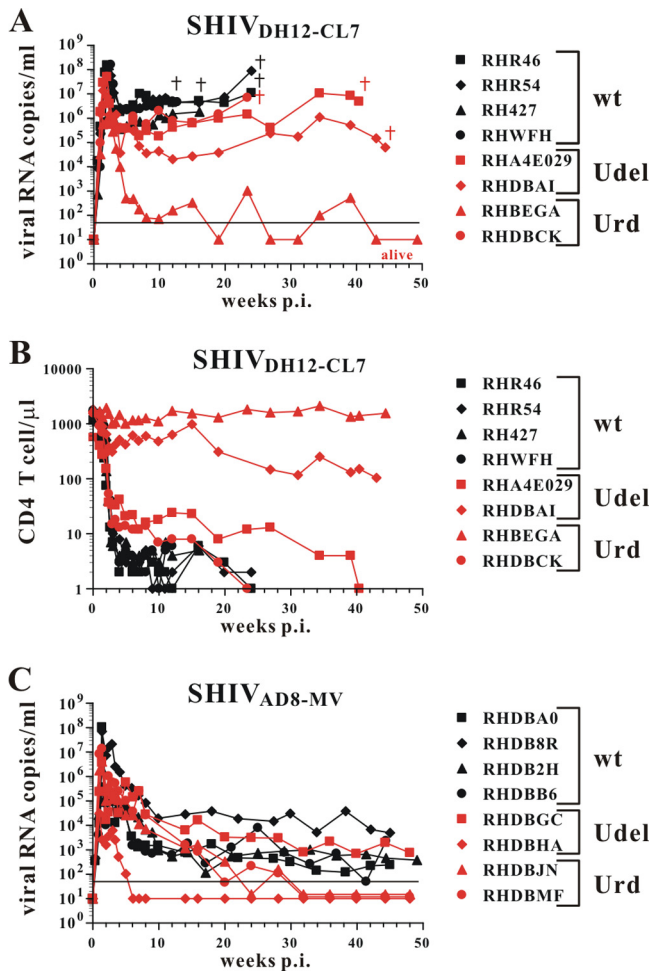 A
SHIVDH12-CL7
viral RNA copies/ml
10⁹
10⁸
10⁷
10⁶
10⁵
10⁴
10³
10²
10¹
10⁰
0 10 20 30 40 50
weeks p.i.
† † † † † † †
alive
RHR46
RHR54
RH427
RHWFH
RHA4E029
RHDBAI
RHBEGA
RHDBCK
wt
Udel
Urd
B
SHIVDH12-CL7
CD4 T cell/µl
10000
1000
100
10
1
0 10 20 30 40 50
weeks p.i.
RHR46
RHR54
RH427
RHWFH
RHA4E029
RHDBAI
RHBEGA
RHDBCK
wt
Udel
Urd
C
SHIVAD8-MV
viral RNA copies/ml
10⁹
10⁸
10⁷
10⁶
10⁵
10⁴
10³
10²
10¹
10⁰
0 10 20 30 40 50
weeks p.i.
RHDBA0
RHDB8R
RHDB2H
RHDBB6
RHDBGC
RHDBHA
RHDBJN
RHDBMF
wt
Udel
Urd